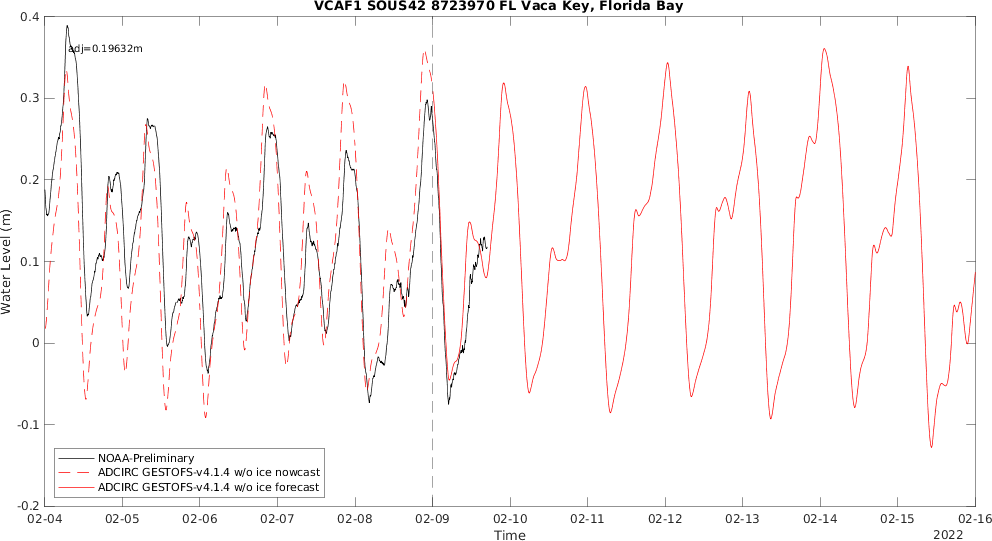 VCAF1 SOUS42 8723970 FL Vaca Key, Florida Bay
adj=0.19632m
0.4
0.3
0.2
0.1
0
-0.1
-0.2
Water Level (m)
NOAA-Preliminary
ADCIRC GESTOFS-v4.1.4 w/o ice nowcast
ADCIRC GESTOFS-v4.1.4 w/o ice forecast
02-04 02-05 02-06 02-07 02-08 02-09 02-10 02-11 02-12 02-13 02-14 02-15 02-16
Time
2022